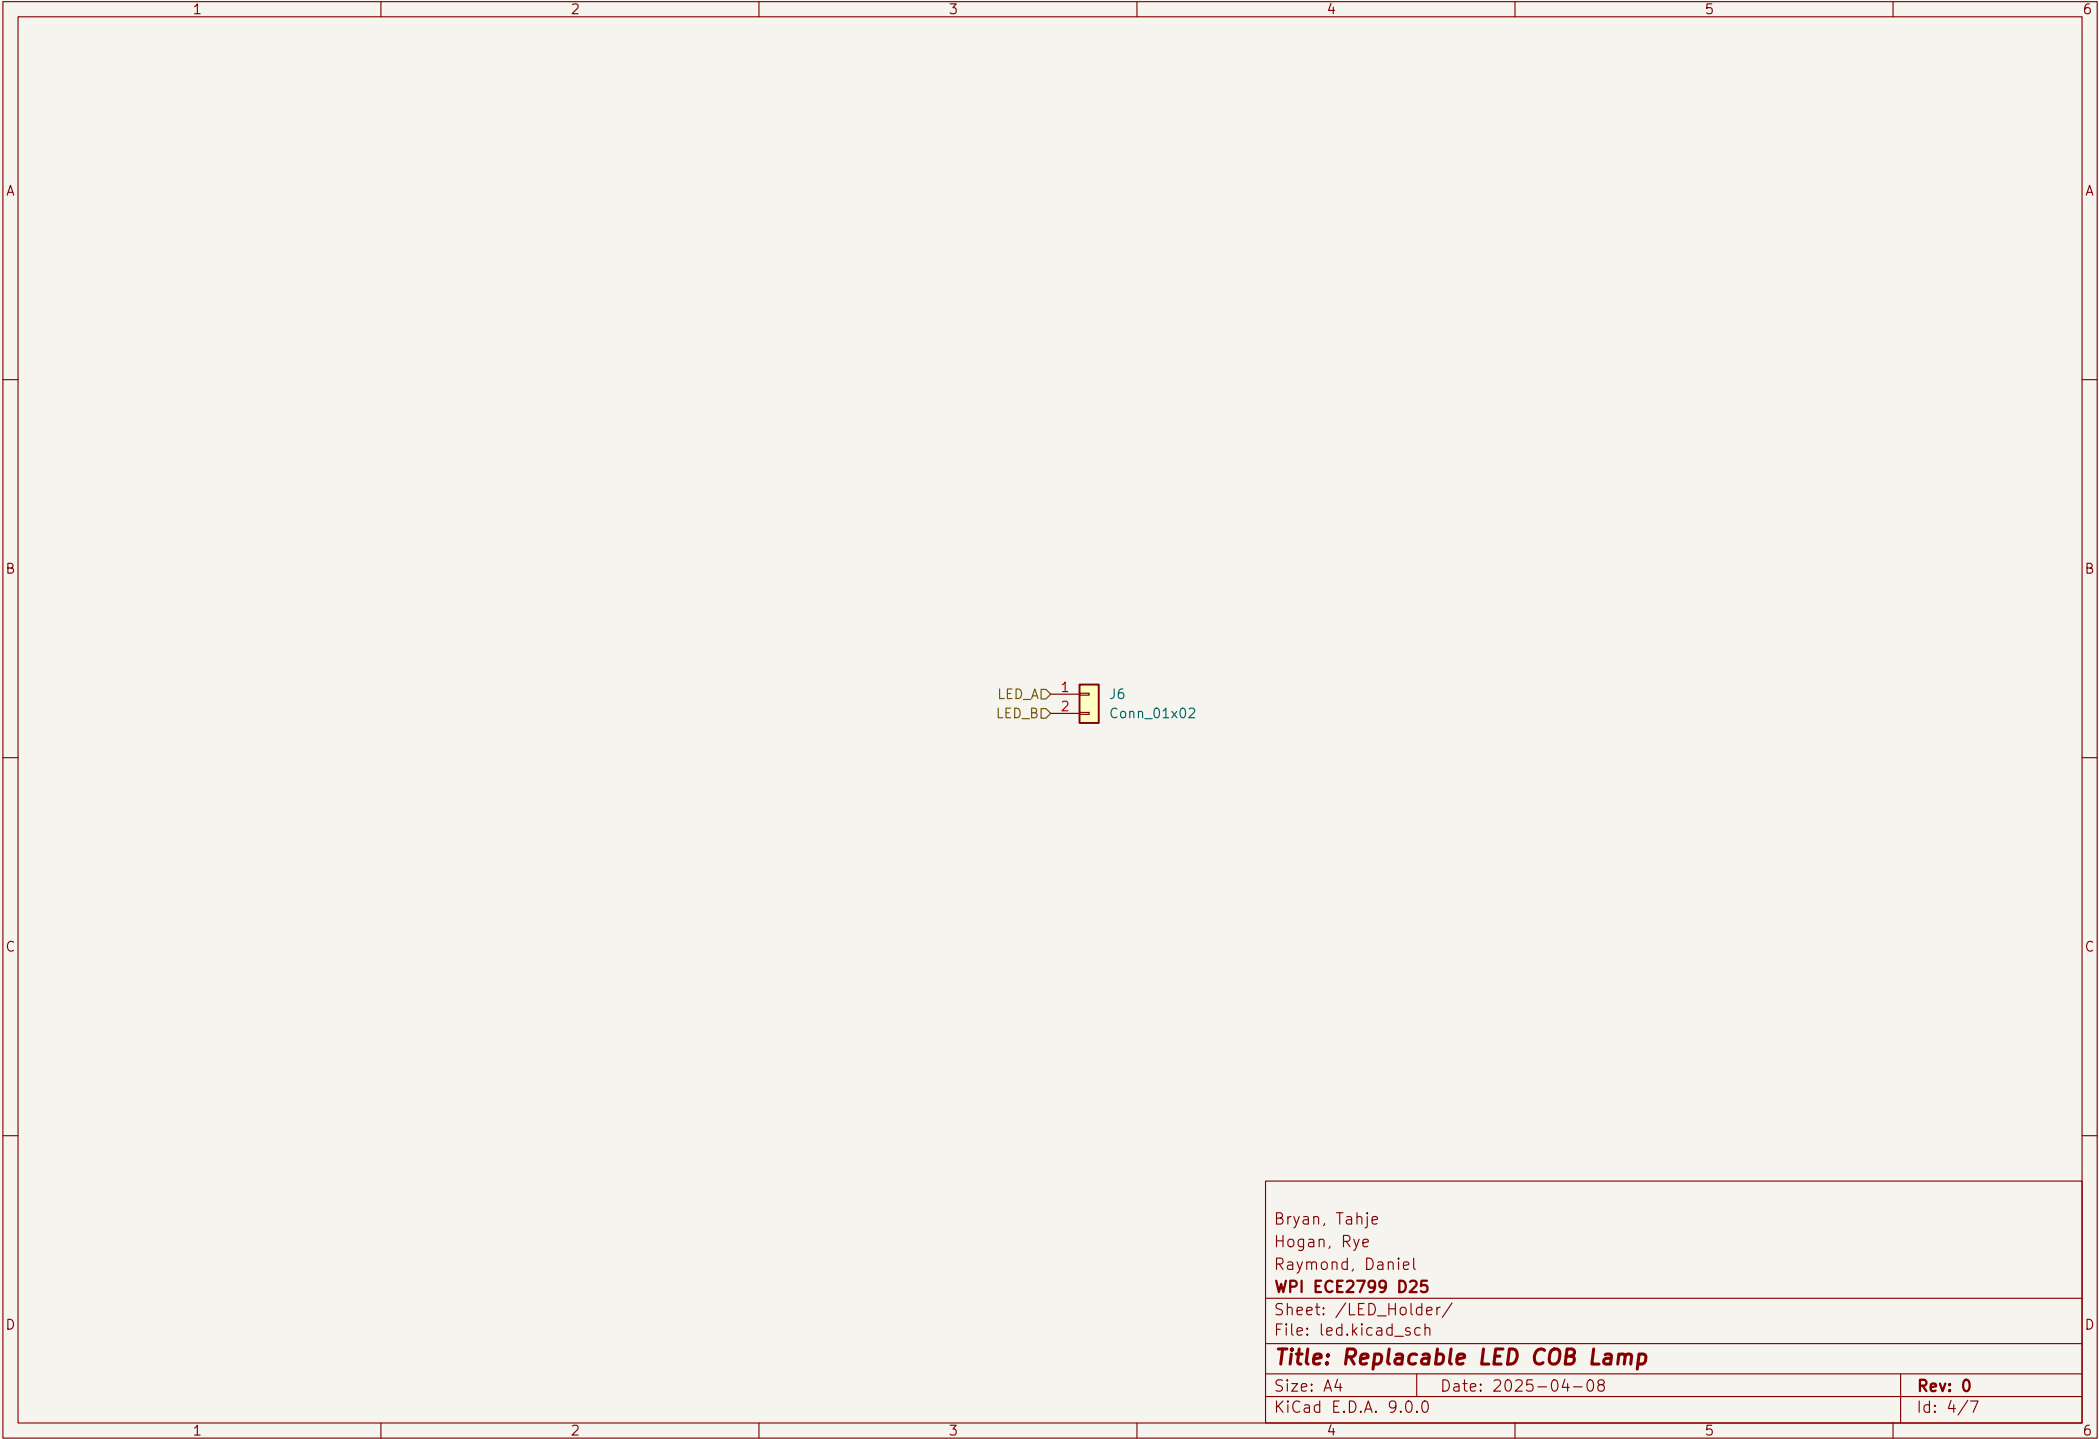 1 2 3 4 5 6
A A
B B
LED_A 1 J6
LED_B 2 Conn_01x02
C C
Bryan, Tahje
Hogan, Rye
Raymond, Daniel
WPI ECE2799 D25
Sheet: /LED_Holder/
D D
File: led.kicad_sch
Title: Replacable LED COB Lamp
Size: A4 Date: 2025-04-08 Rev: 0
KiCad E.D.A. 9.0.0 Id: 4/7
1 2 3 4 5 6